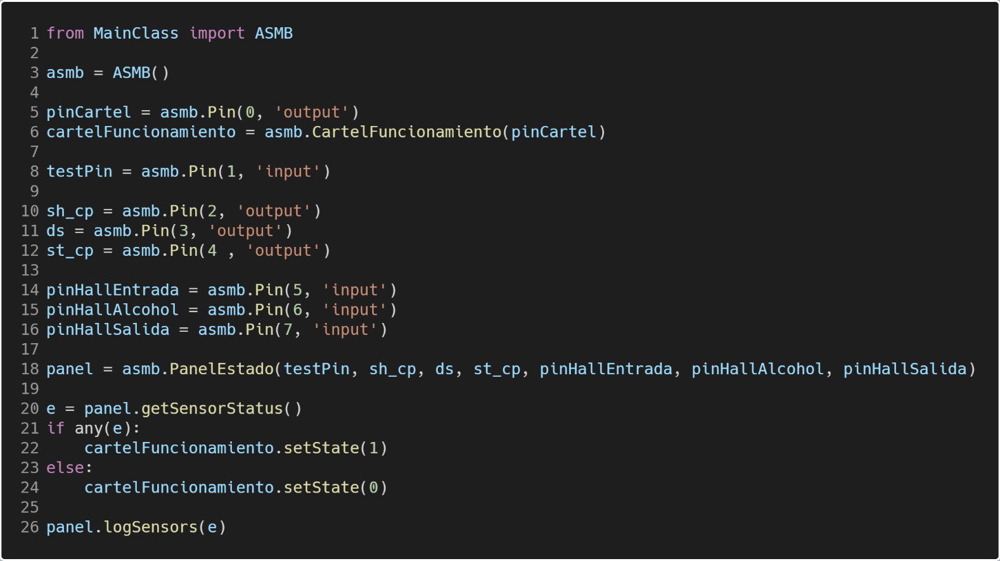 1 from MainClass import ASMB
2
3 asmb = ASMB()
4
5 pinCartel = asmb.Pin(0, 'output')
6 cartelFuncionamiento = asmb.CartelFuncionamiento(pinCartel)
7
8 testPin = asmb.Pin(1, 'input')
9
10 sh_cp = asmb.Pin(2, 'output')
11 ds = asmb.Pin(3, 'output')
12 st_cp = asmb.Pin(4 , 'output')
13
14 pinHallEntrada = asmb.Pin(5, 'input')
15 pinHallAlcohol = asmb.Pin(6, 'input')
16 pinHallSalida = asmb.Pin(7, 'input')
17
18 panel = asmb.PanelEstado(testPin, sh_cp, ds, st_cp, pinHallEntrada, pinHallAlcohol, pinHallSalida)
19
20 e = panel.getSensorStatus()
21 if any(e):
22     cartelFuncionamiento.setState(1)
23 else:
24     cartelFuncionamiento.setState(0)
25
26 panel.logSensors(e)